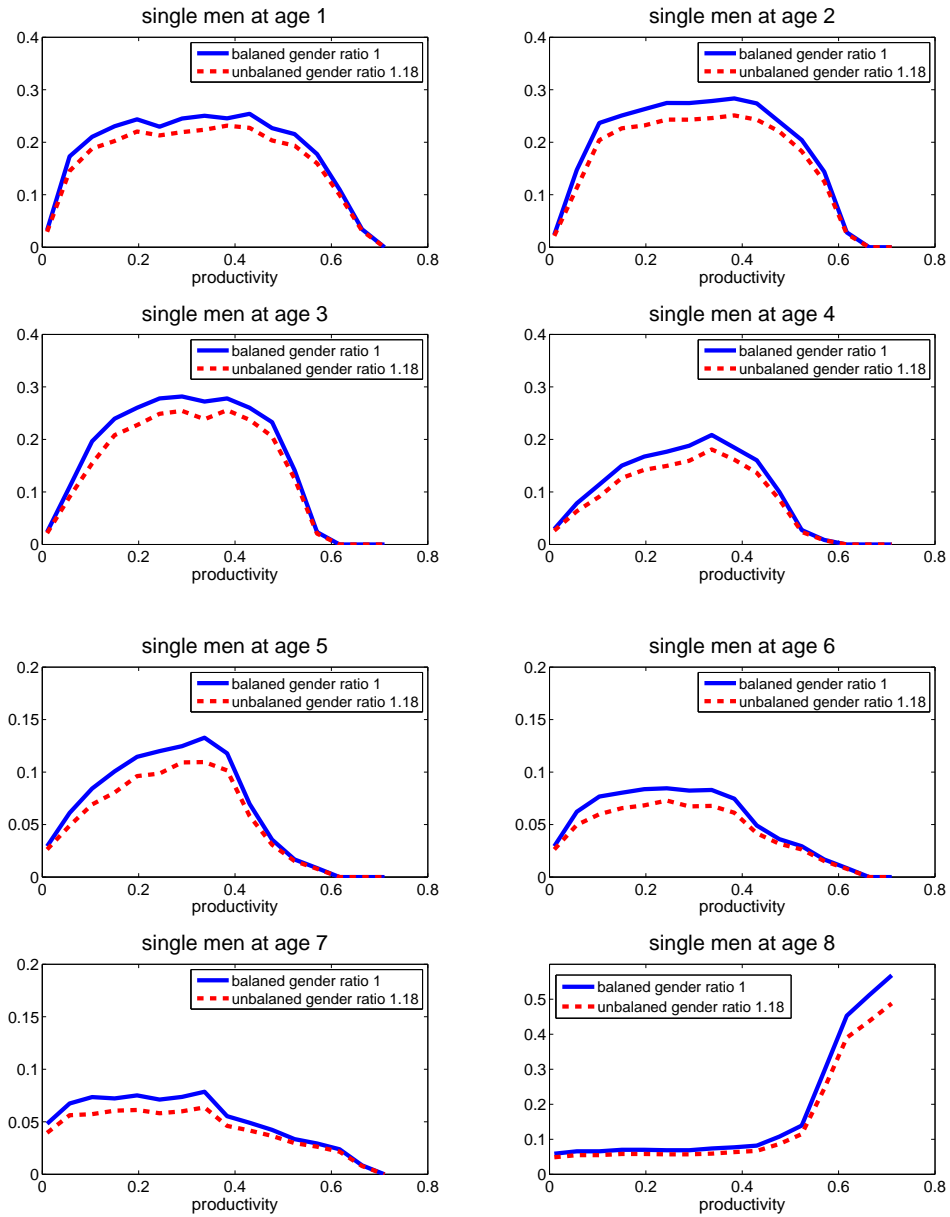 single men at age 1
0.4
0.3
0.2
0.1
0
balaned gender ratio 1
unbalaned gender ratio 1.18
0 0.2 0.4 0.6 0.8
productivity
single men at age 2
0.4
0.3
0.2
0.1
0
balaned gender ratio 1
unbalaned gender ratio 1.18
0 0.2 0.4 0.6 0.8
productivity
single men at age 3
0.4
0.3
0.2
0.1
0
balaned gender ratio 1
unbalaned gender ratio 1.18
0 0.2 0.4 0.6 0.8
productivity
single men at age 4
0.4
0.3
0.2
0.1
0
balaned gender ratio 1
unbalaned gender ratio 1.18
0 0.2 0.4 0.6 0.8
productivity
single men at age 5
0.2
0.15
0.1
0.05
0
balaned gender ratio 1
unbalaned gender ratio 1.18
0 0.2 0.4 0.6 0.8
productivity
single men at age 6
0.2
0.15
0.1
0.05
0
balaned gender ratio 1
unbalaned gender ratio 1.18
0 0.2 0.4 0.6 0.8
productivity
single men at age 7
0.2
0.15
0.1
0.05
0
balaned gender ratio 1
unbalaned gender ratio 1.18
0 0.2 0.4 0.6 0.8
productivity
single men at age 8
0.5
0.4
0.3
0.2
0.1
0
balaned gender ratio 1
unbalaned gender ratio 1.18
0 0.2 0.4 0.6 0.8
productivity